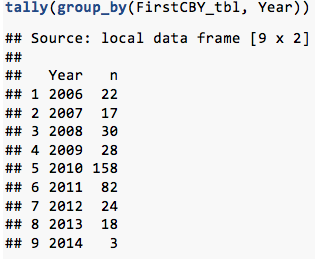 tally(group_by(FirstCBY_tbl, Year))
## Source: local data frame [9 x 2]
##
##   Year   n
## 1 2006  22
## 2 2007  17
## 3 2008  30
## 4 2009  28
## 5 2010 158
## 6 2011  82
## 7 2012  24
## 8 2013  18
## 9 2014   3